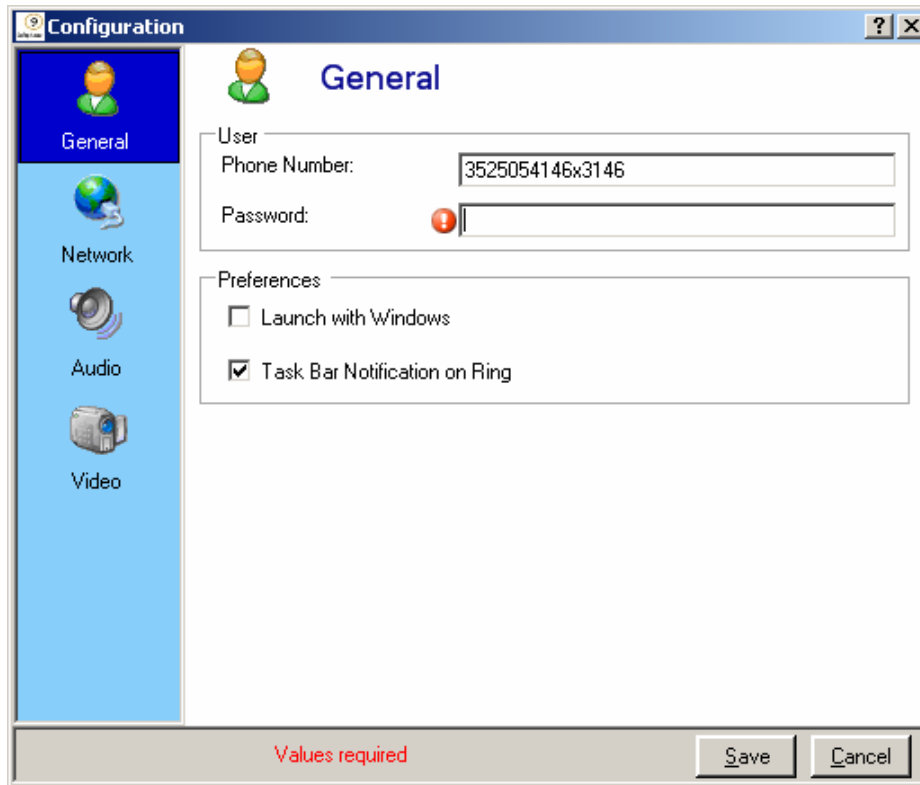 Configuration
General
General
User
Phone Number: 3525054146x3146
Password:
Network
Preferences
Launch with Windows
Task Bar Notification on Ring
Audio
Video
Values required
Save Cancel